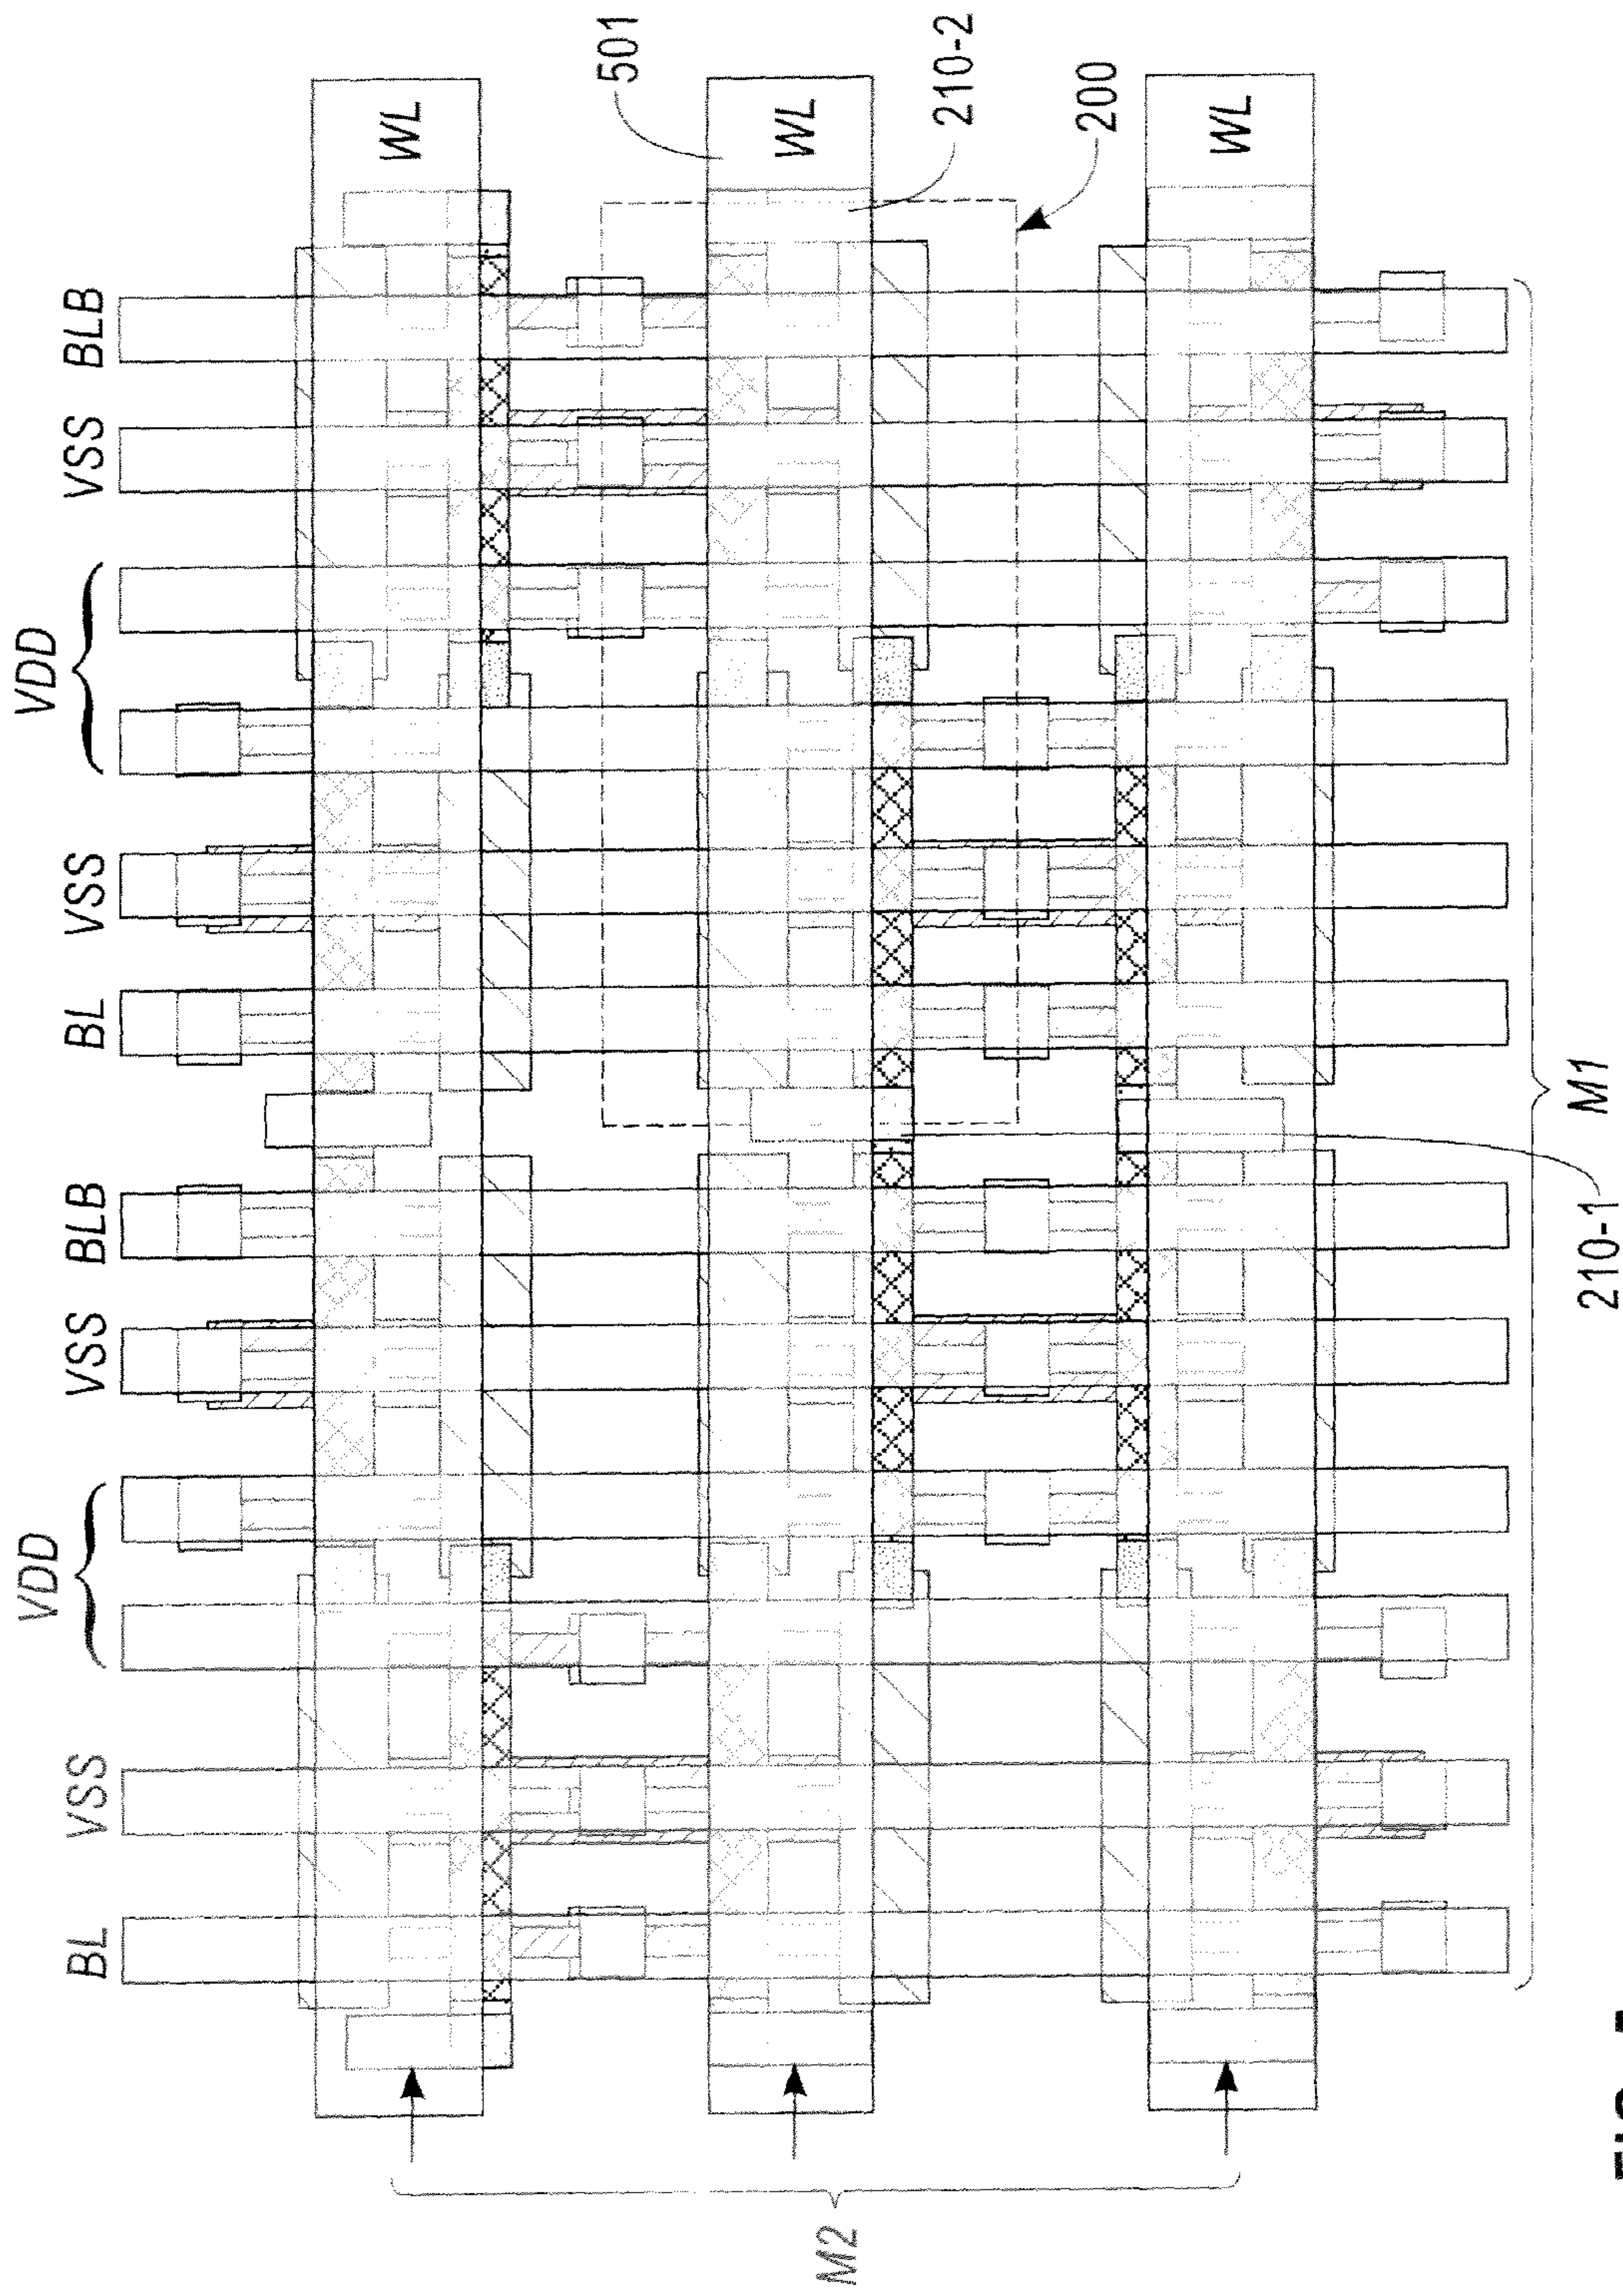 VDD VDD
BL VSS VSS BLB BL VSS VSS BLB
WL
501
M2
WL
210-2
200
WL
M1
210-1